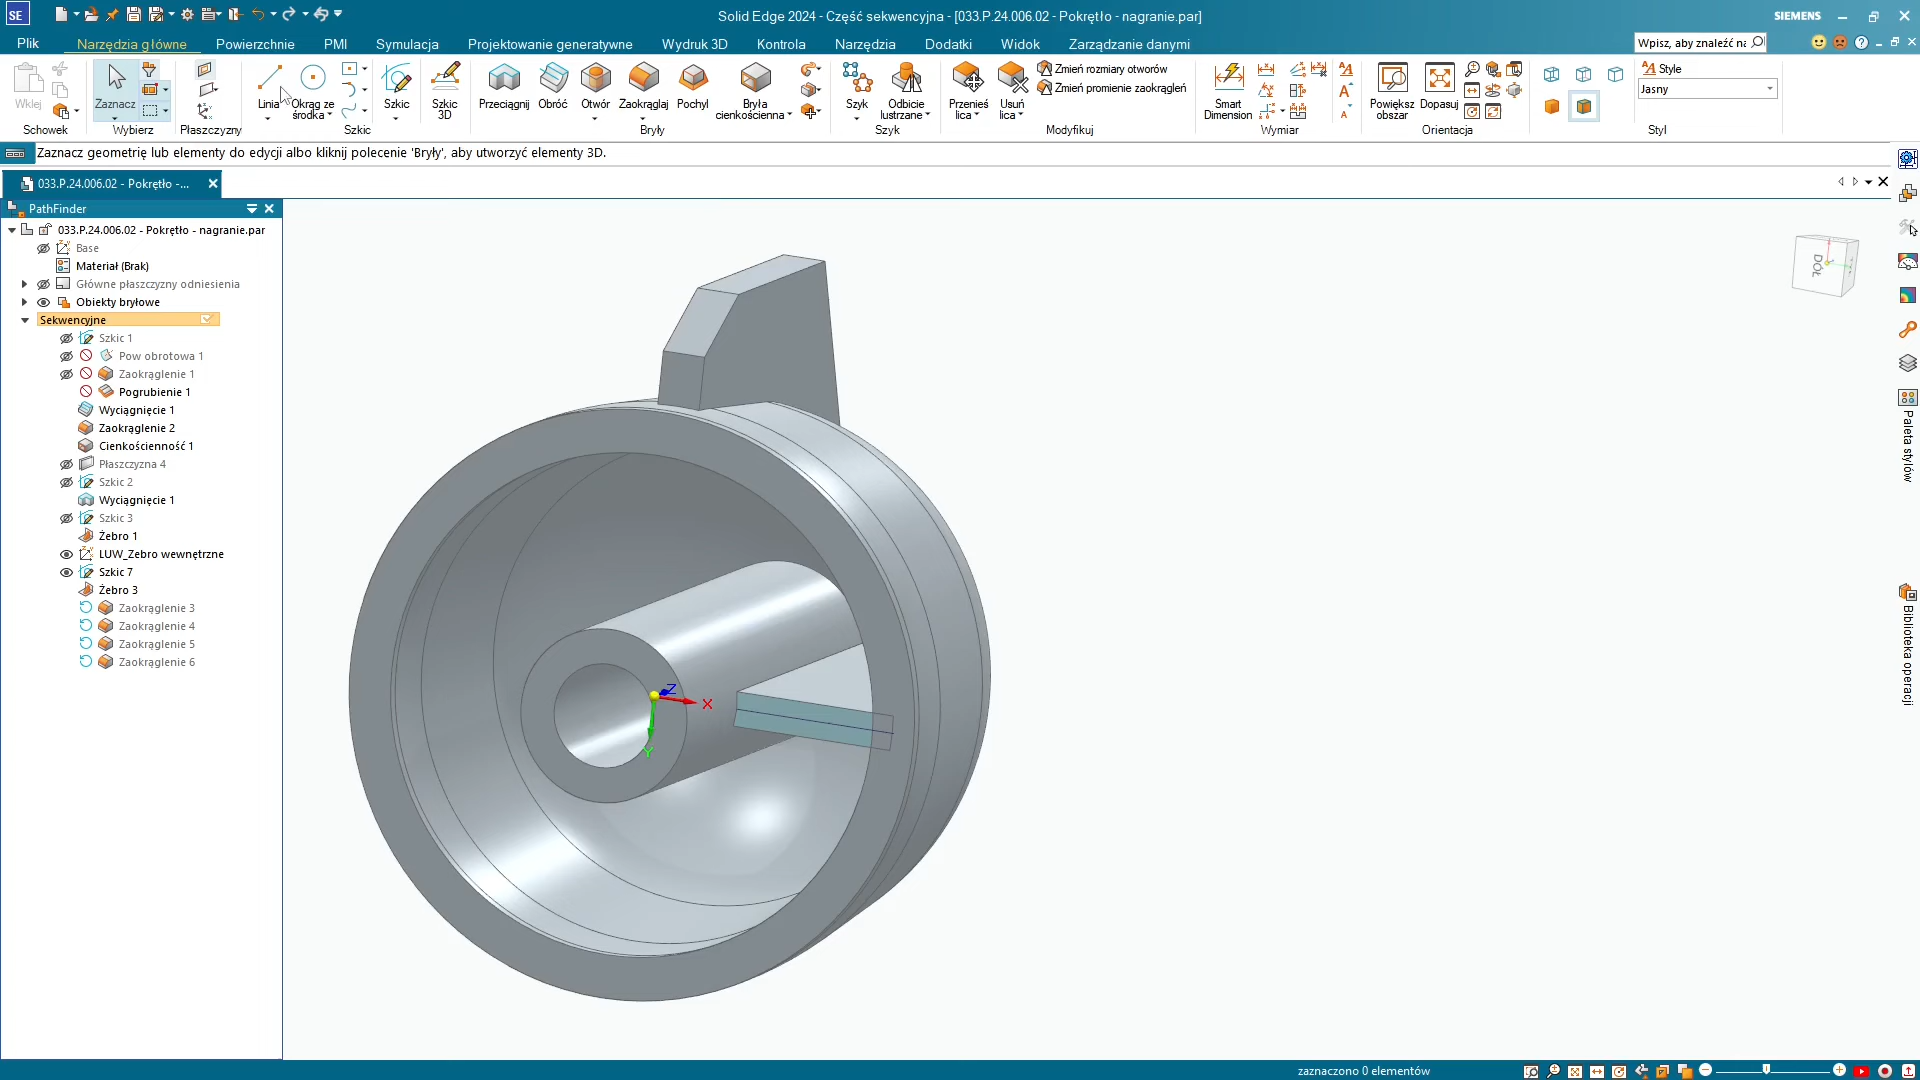 Solid Edge 2024 - Część sekwencyjna - [033.P.24.006.02 - Pokrętło - nagranie.par]
SIEMENS
SE
Plik
Narzędzia główne
Powierzchnie
PMI
Symulacja
Projektowanie generatywne
Wydruk 3D
Kontrola
Narzędzia
Dodatki
Widok
Zarządzanie danymi
Wpisz, aby znaleźć na
Wklej
Schowek
Zaznacz
Wybierz
Płaszczyzny
Linia
Okrąg ze środka
Szkic
Szkic
Szkic 3D
Przeciągnij
Obróć
Otwór
Zaokrąglaj
Pochyl
Bryła cienkościenna
Bryły
Szyk
Odbicie lustrzane
Szyk
Przenieś lica
Usuń lica
Zmień rozmiary otworów
Zmień promienie zaokrągleń
Modyfikuj
Smart Dimension
Wymiar
Powiększ obszar
Dopasuj
Orientacja
Style
Jasny
Styl
Zaznacz geometrię lub elementy do edycji albo kliknij polecenie 'Bryły', aby utworzyć elementy 3D.
033.P.24.006.02 - Pokrętło -...
PathFinder
033.P.24.006.02 - Pokrętło - nagranie.par
Base
Materiał (Brak)
Główne płaszczyzny odniesienia
Obiekty bryłowe
Sekwencyjne
Szkic 1
Pow obrotowa 1
Zaokrąglenie 1
Pogrubienie 1
Wyciągnięcie 1
Zaokrąglenie 2
Cienkościenność 1
Płaszczyzna 4
Szkic 2
Wyciągnięcie 1
Szkic 3
Żebro 1
LUW_Zebro wewnętrzne
Szkic 7
Żebro 3
Zaokrąglenie 3
Zaokrąglenie 4
Zaokrąglenie 5
Zaokrąglenie 6
Z
X
Y
DÓŁ
Paleta stylów
Biblioteka operacji
zaznaczono 0 elementów